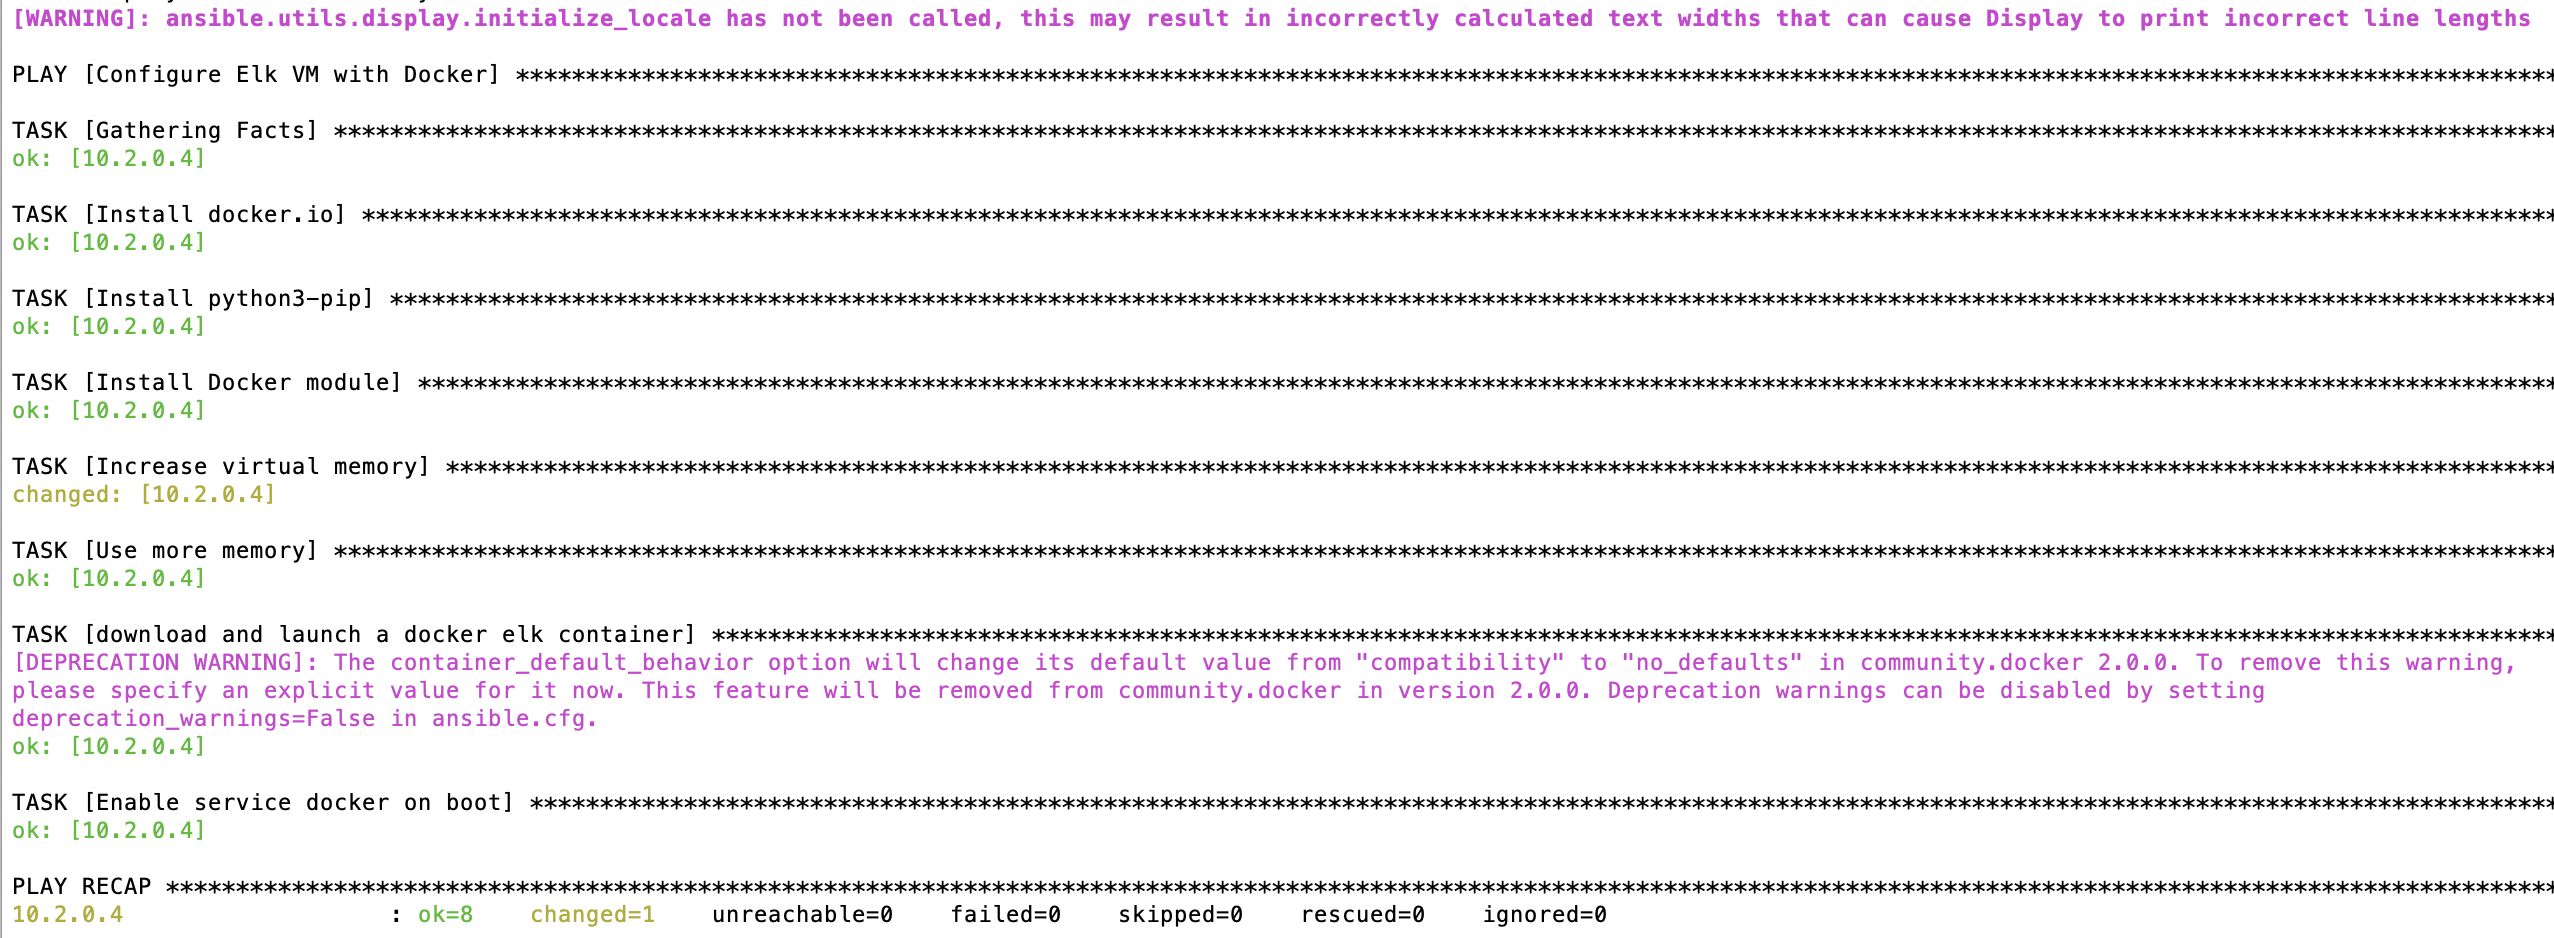 [WARNING]: ansible.utils.display.initialize_locale has not been called, this may result in incorrectly calculated text widths that can cause Display to print incorrect line lengths
PLAY [Configure Elk VM with Docker] **************************************************************************************************************************************************
TASK [Gathering Facts] ***************************************************************************************************************************************************************
ok: [10.2.0.4]
TASK [Install docker.io] *************************************************************************************************************************************************************
ok: [10.2.0.4]
TASK [Install python3-pip] ***********************************************************************************************************************************************************
ok: [10.2.0.4]
TASK [Install Docker module] *********************************************************************************************************************************************************
ok: [10.2.0.4]
TASK [Increase virtual memory] *******************************************************************************************************************************************************
changed: [10.2.0.4]
TASK [Use more memory] ***************************************************************************************************************************************************************
ok: [10.2.0.4]
TASK [download and launch a docker elk container] ************************************************************************************************************************************
[DEPRECATION WARNING]: The container_default_behavior option will change its default value from "compatibility" to "no_defaults" in community.docker 2.0.0. To remove this warning,
please specify an explicit value for it now. This feature will be removed from community.docker in version 2.0.0. Deprecation warnings can be disabled by setting
deprecation_warnings=False in ansible.cfg.
ok: [10.2.0.4]
TASK [Enable service docker on boot] *************************************************************************************************************************************************
ok: [10.2.0.4]
PLAY RECAP ***************************************************************************************************************************************************************************
10.2.0.4                   : ok=8    changed=1    unreachable=0    failed=0    skipped=0    rescued=0    ignored=0